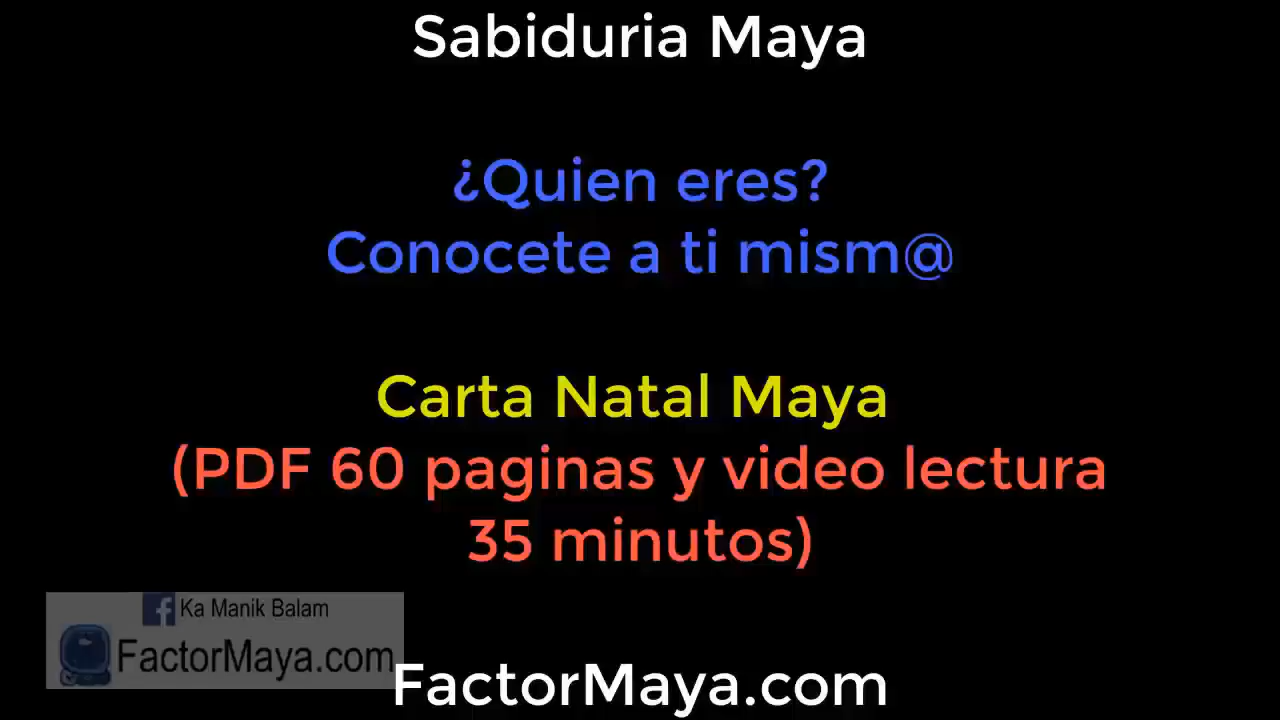 Sabiduria Maya
¿Quien eres?
Conocete a ti mism@
Carta Natal Maya
(PDF 60 paginas y video lectura
35 minutos)
Ka Manik Balam
FactorMaya.com
FactorMaya.com